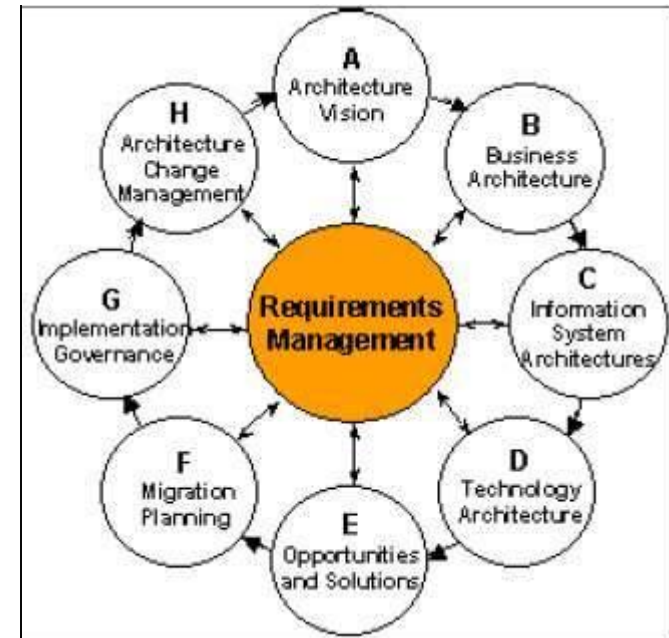 A
Architecture
Vision
B
Business
Architecture
C
Information
System
Architectures
D
Technology
Architecture
E
Opportunities
and Solutions
F
Migration
Planning
G
Implementation
Governance
H
Architecture
Change
Management
Requirements
Management